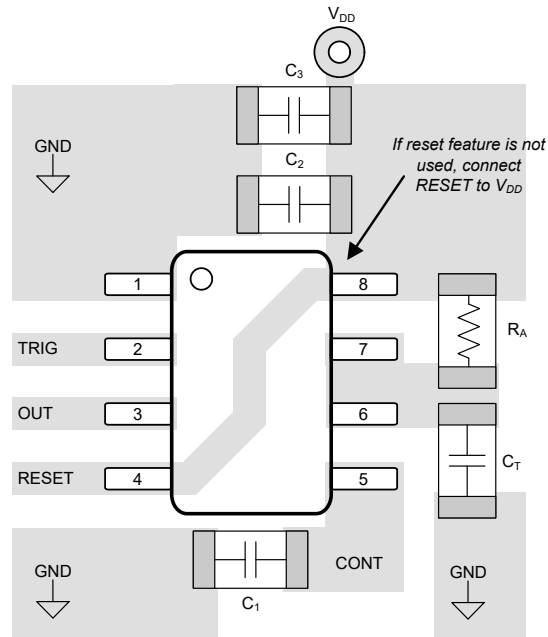 VDD
C3
GND
If reset feature is not
used, connect
RESET to VDD
C2
1
8
RA
TRIG
2
7
OUT
3
6
RESET
4
5
CT
CONT
GND
C1
GND